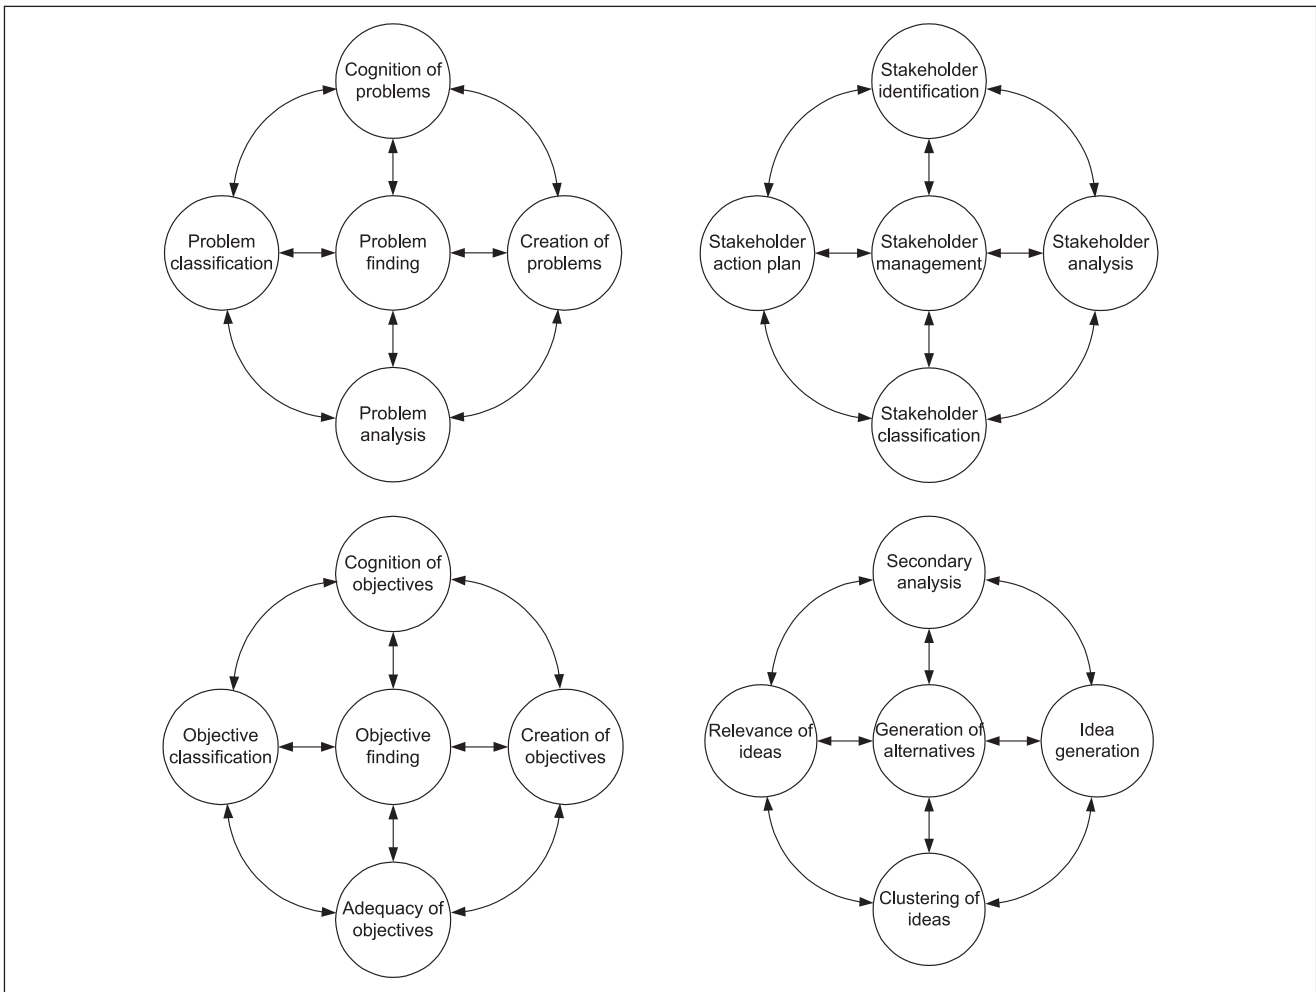 Cognition of
problems
Problem
classification
Problem
finding
Creation of
problems
Problem
analysis
Stakeholder
identification
Stakeholder
action plan
Stakeholder
management
Stakeholder
analysis
Stakeholder
classification
Cognition of
objectives
Objective
classification
Objective
finding
Creation of
objectives
Adequacy of
objectives
Secondary
analysis
Relevance of
ideas
Generation of
alternatives
Idea
generation
Clustering of
ideas